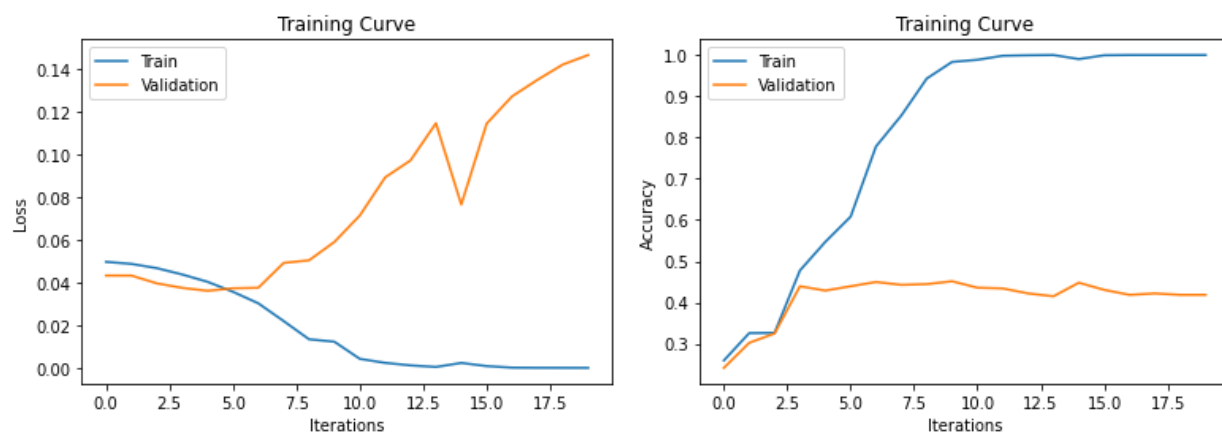 Training Curve
Train
Validation
0.14
0.12
0.10
0.08
0.06
0.04
0.02
0.00
Loss
0.0 2.5 5.0 7.5 10.0 12.5 15.0 17.5
Iterations
Training Curve
Train
Validation
1.0
0.9
0.8
0.7
0.6
0.5
0.4
0.3
Accuracy
0.0 2.5 5.0 7.5 10.0 12.5 15.0 17.5
Iterations